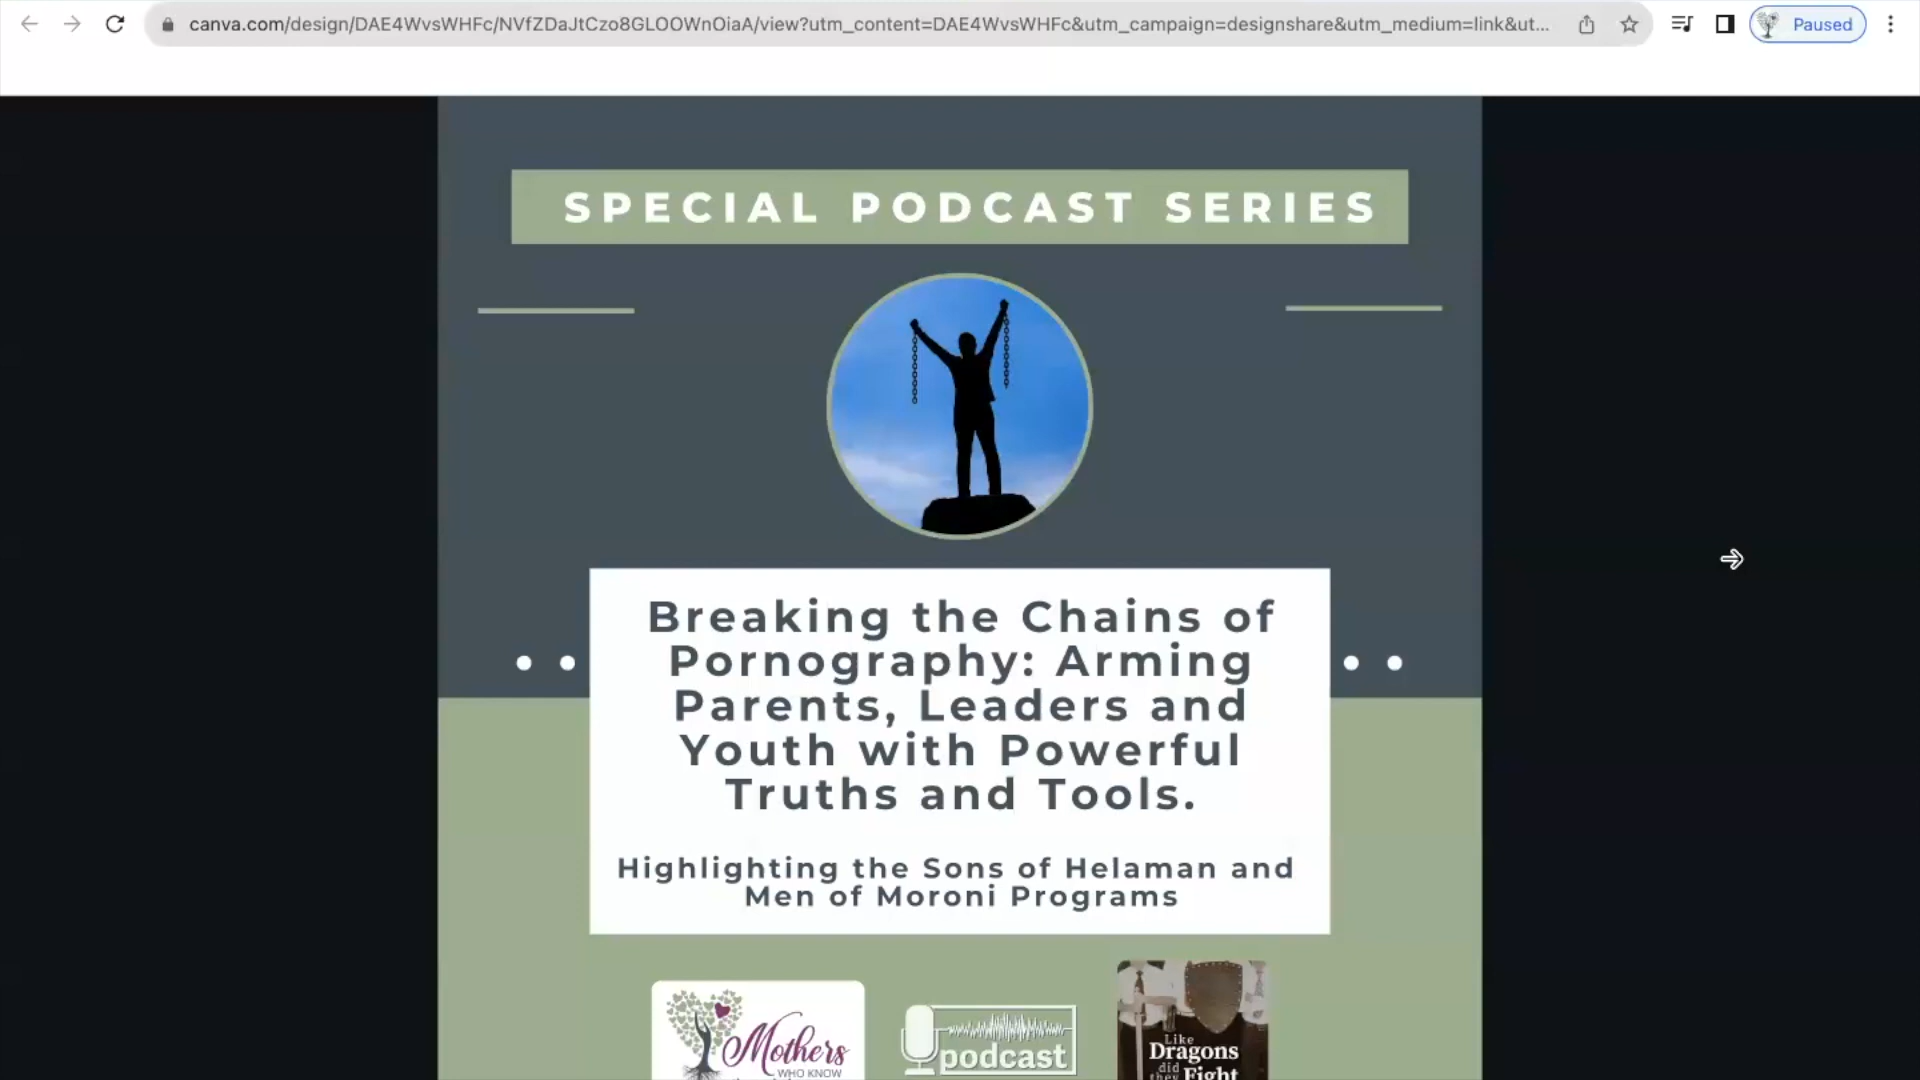 canva.com/design/DAE4WvsWHFc/NVfZDaJtCzo8GLOOWnOiaA/view?utm_content=DAE4WvsWHFc&utm_campaign=designshare&utm_medium=link&ut...
Paused
SPECIAL PODCAST SERIES
Breaking the Chains of
Pornography: Arming
Parents, Leaders and
Youth with Powerful
Truths and Tools.
Highlighting the Sons of Helaman and
Men of Moroni Programs
Mothers
WHO KNOW
podcast
Like
Dragons
did
they Fight